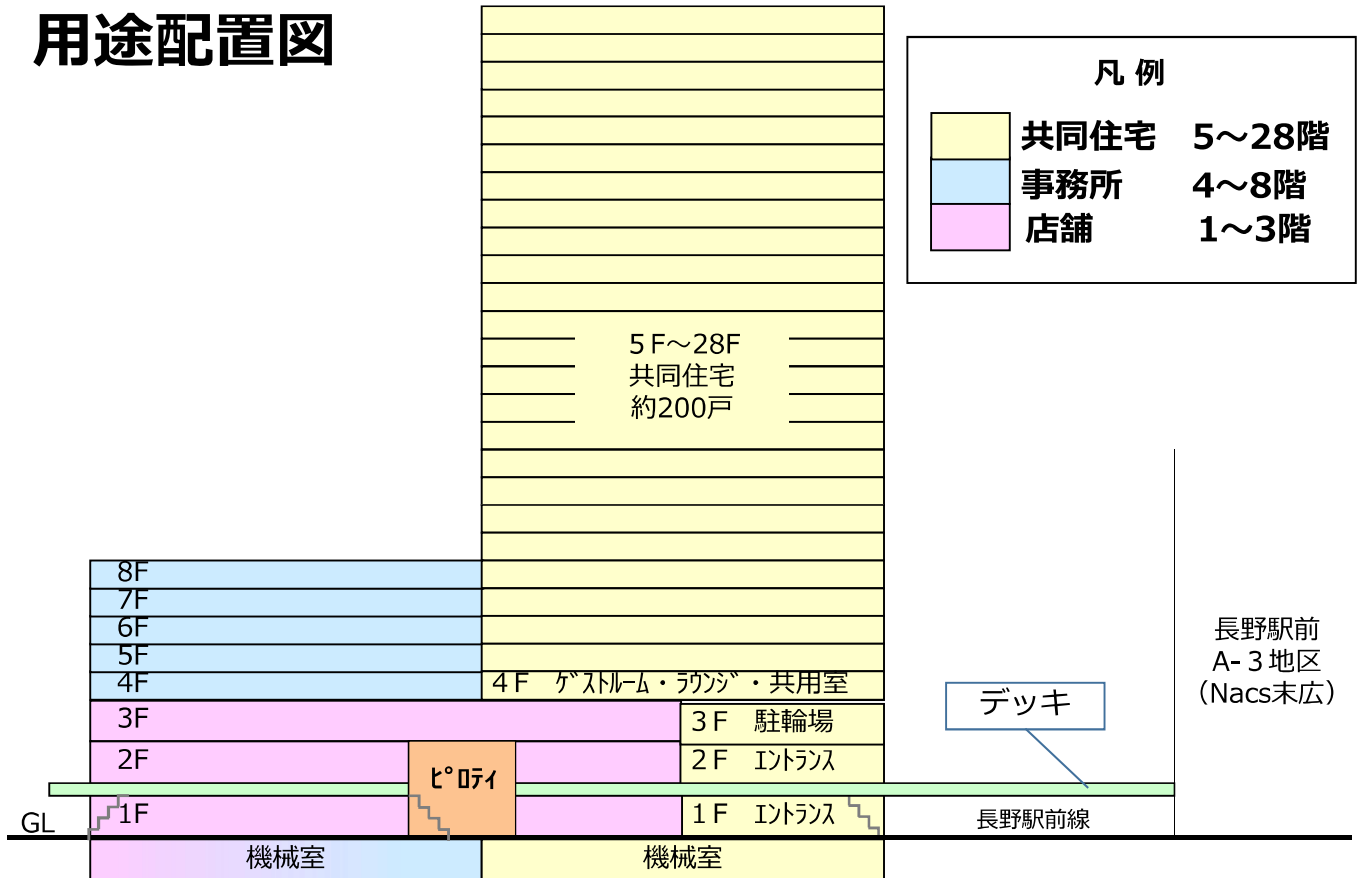 用途配置図
凡 例
共同住宅 5～28階
事務所 4～8階
店舗 1～3階
5F～28F
共同住宅
約200戸
8F
7F
6F
5F
4F
4F ｹﾞｽﾄﾙｰﾑ・ﾗｳﾝｼﾞ・共用室
3F
3F 駐輪場
2F
2F ｴﾝﾄﾗﾝｽ
ﾋﾟﾛﾃｨ
1F
1F ｴﾝﾄﾗﾝｽ
GL
機械室
機械室
デッキ
長野駅前線
長野駅前
A-3地区
（Nacs末広）